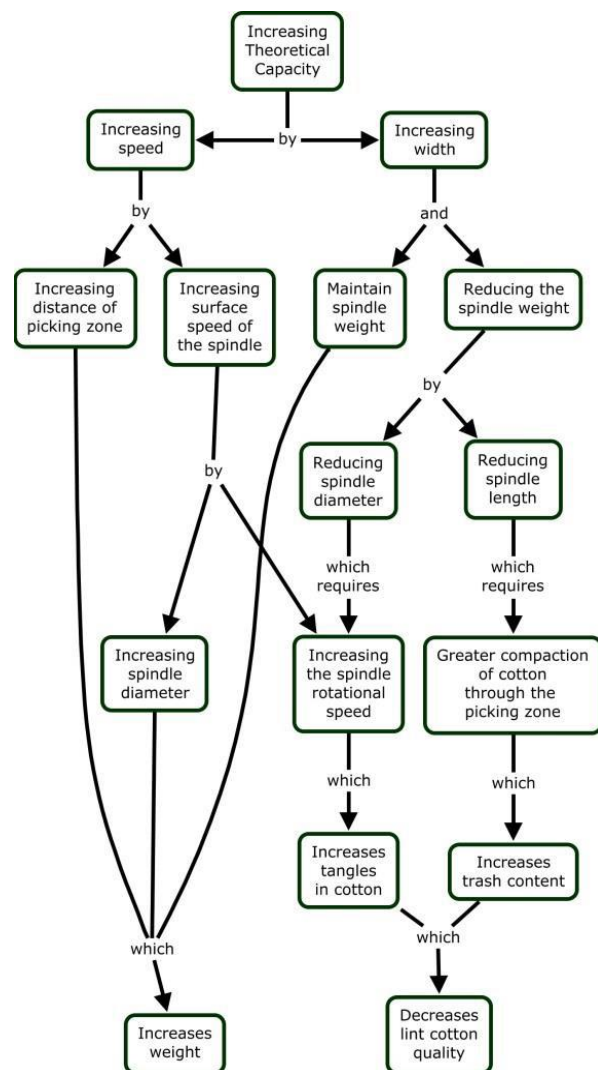 Increasing
Theoretical
Capacity
Increasing
speed
by
Increasing
width
by
and
Increasing
distance of
picking zone
Increasing
surface
speed of
the spindle
Maintain
spindle
weight
Reducing the
spindle weight
by
by
Reducing
spindle
diameter
Reducing
spindle
length
which
requires
which
requires
Increasing
spindle
diameter
Increasing
the spindle
rotational
speed
Greater compaction
of cotton
through the
picking zone
which
which
Increases
tangles
in cotton
Increases
trash content
which
which
Increases
weight
Decreases
lint cotton
quality